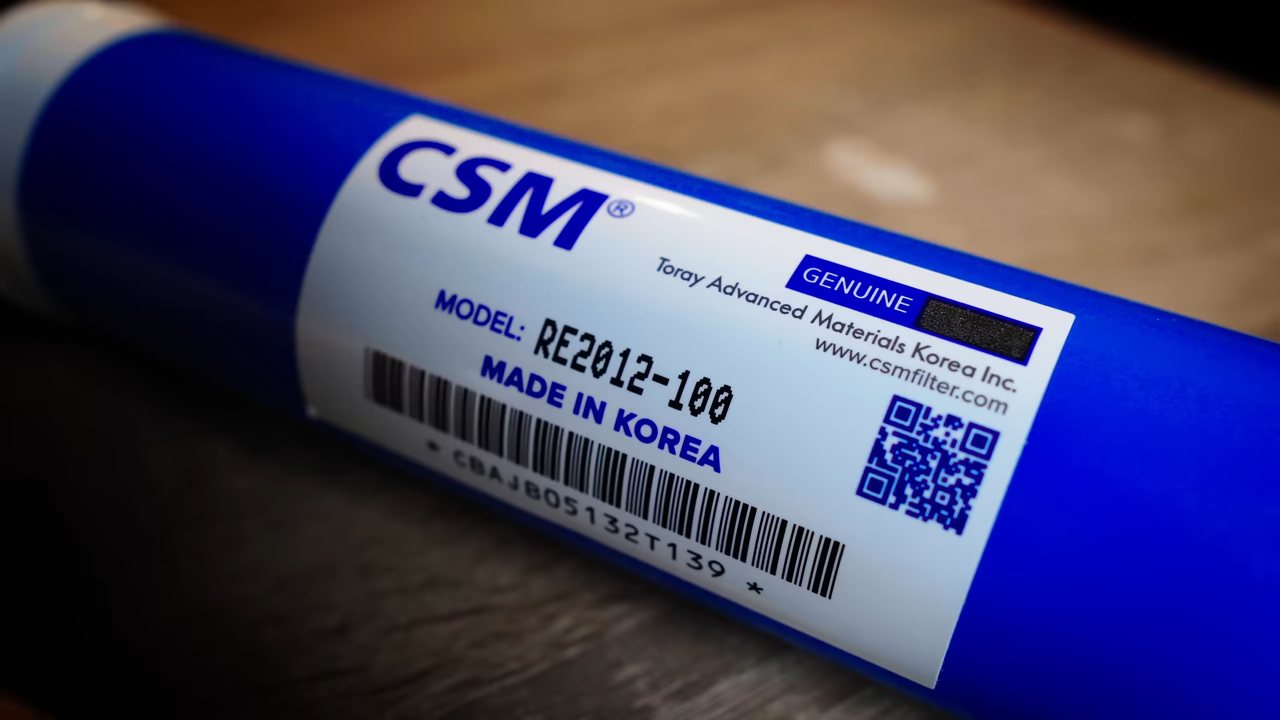 CSM®
GENUINE
Toray Advanced Materials Korea Inc.
www.csmfilter.com
MODEL: RE2012-100
MADE IN KOREA
* CBAJB05132T139 *